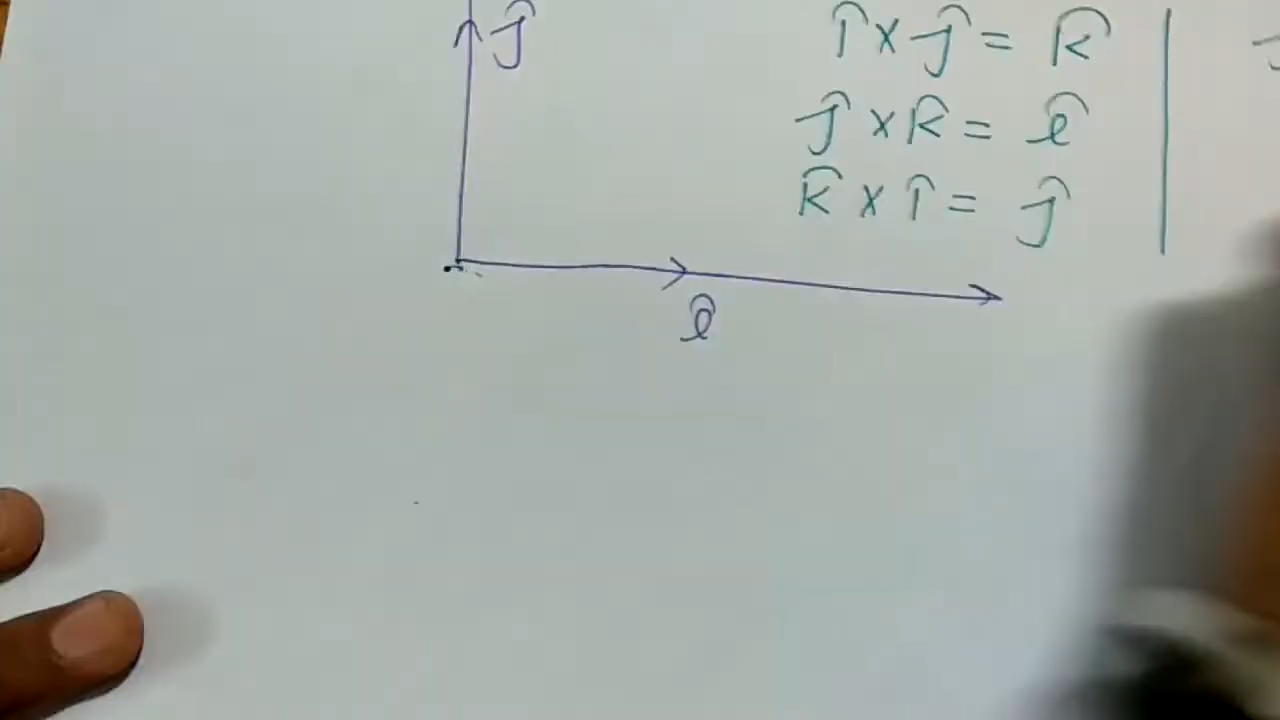 ĵ
î × ĵ = k̂
ĵ × k̂ = î
k̂ × î = ĵ
î